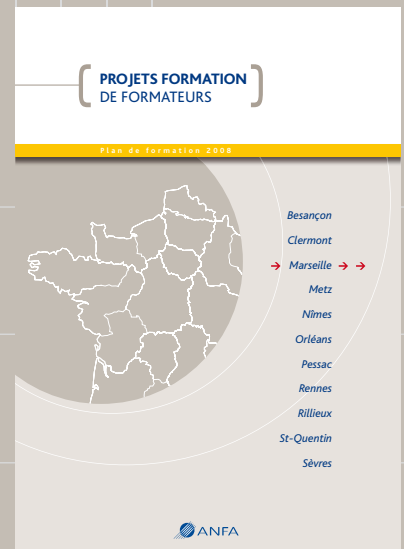 PROJETS FORMATION
DE FORMATEURS
Plan de formation 2008
Besançon
Clermont
→ Marseille → →
Metz
Nîmes
Orléans
Pessac
Rennes
Rillieux
St-Quentin
Sèvres
ANFA